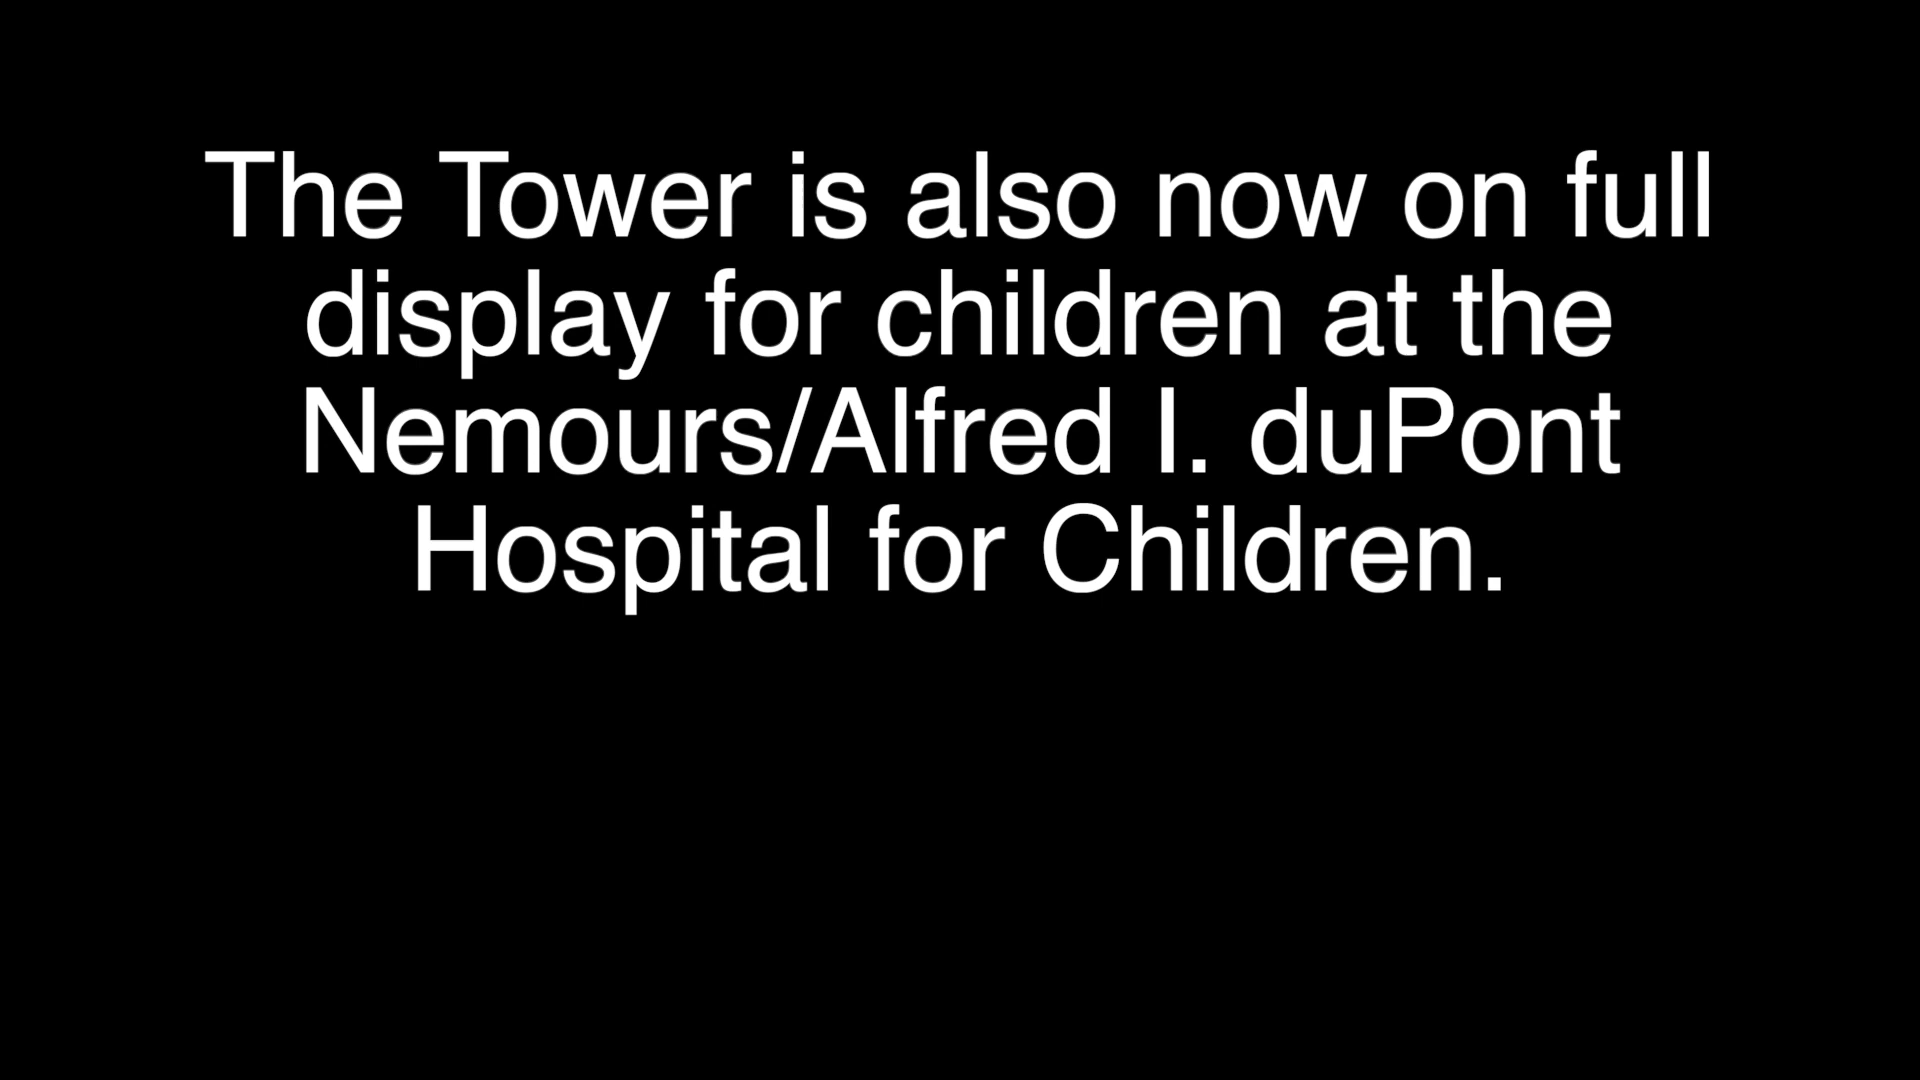 The Tower is also now on full
display for children at the
Nemours/Alfred I. duPont
Hospital for Children.